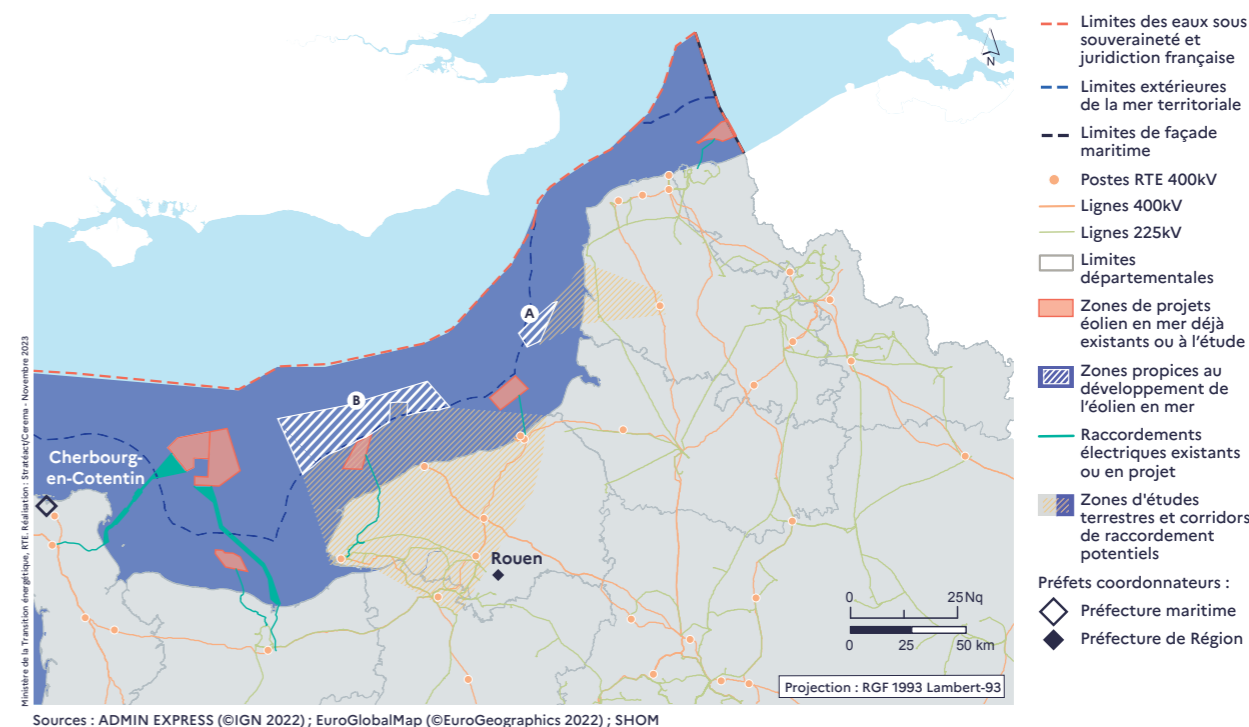 Limites des eaux sous
souveraineté et
juridiction française
Limites extérieures
de la mer territoriale
Limites de façade
maritime
Postes RTE 400kV
Lignes 400kV
Lignes 225kV
Limites
départementales
Zones de projets
éolien en mer déjà
existants ou à l'étude
Zones propices au
développement de
l'éolien en mer
Raccordements
électriques existants
ou en projet
Zones d'études
terrestres et corridors
de raccordement
potentiels
Préfets coordonnateurs :
Préfecture maritime
Préfecture de Région
N
A
B
Cherbourg-
en-Cotentin
Rouen
0 25 Nq
0 25 50 km
Projection : RGF 1993 Lambert-93
Ministère de la Transition énergétique, RTE. Réalisation : Stratéact/Cerema - Novembre 2023
Sources : ADMIN EXPRESS (©IGN 2022) ; EuroGlobalMap (©EuroGeographics 2022) ; SHOM